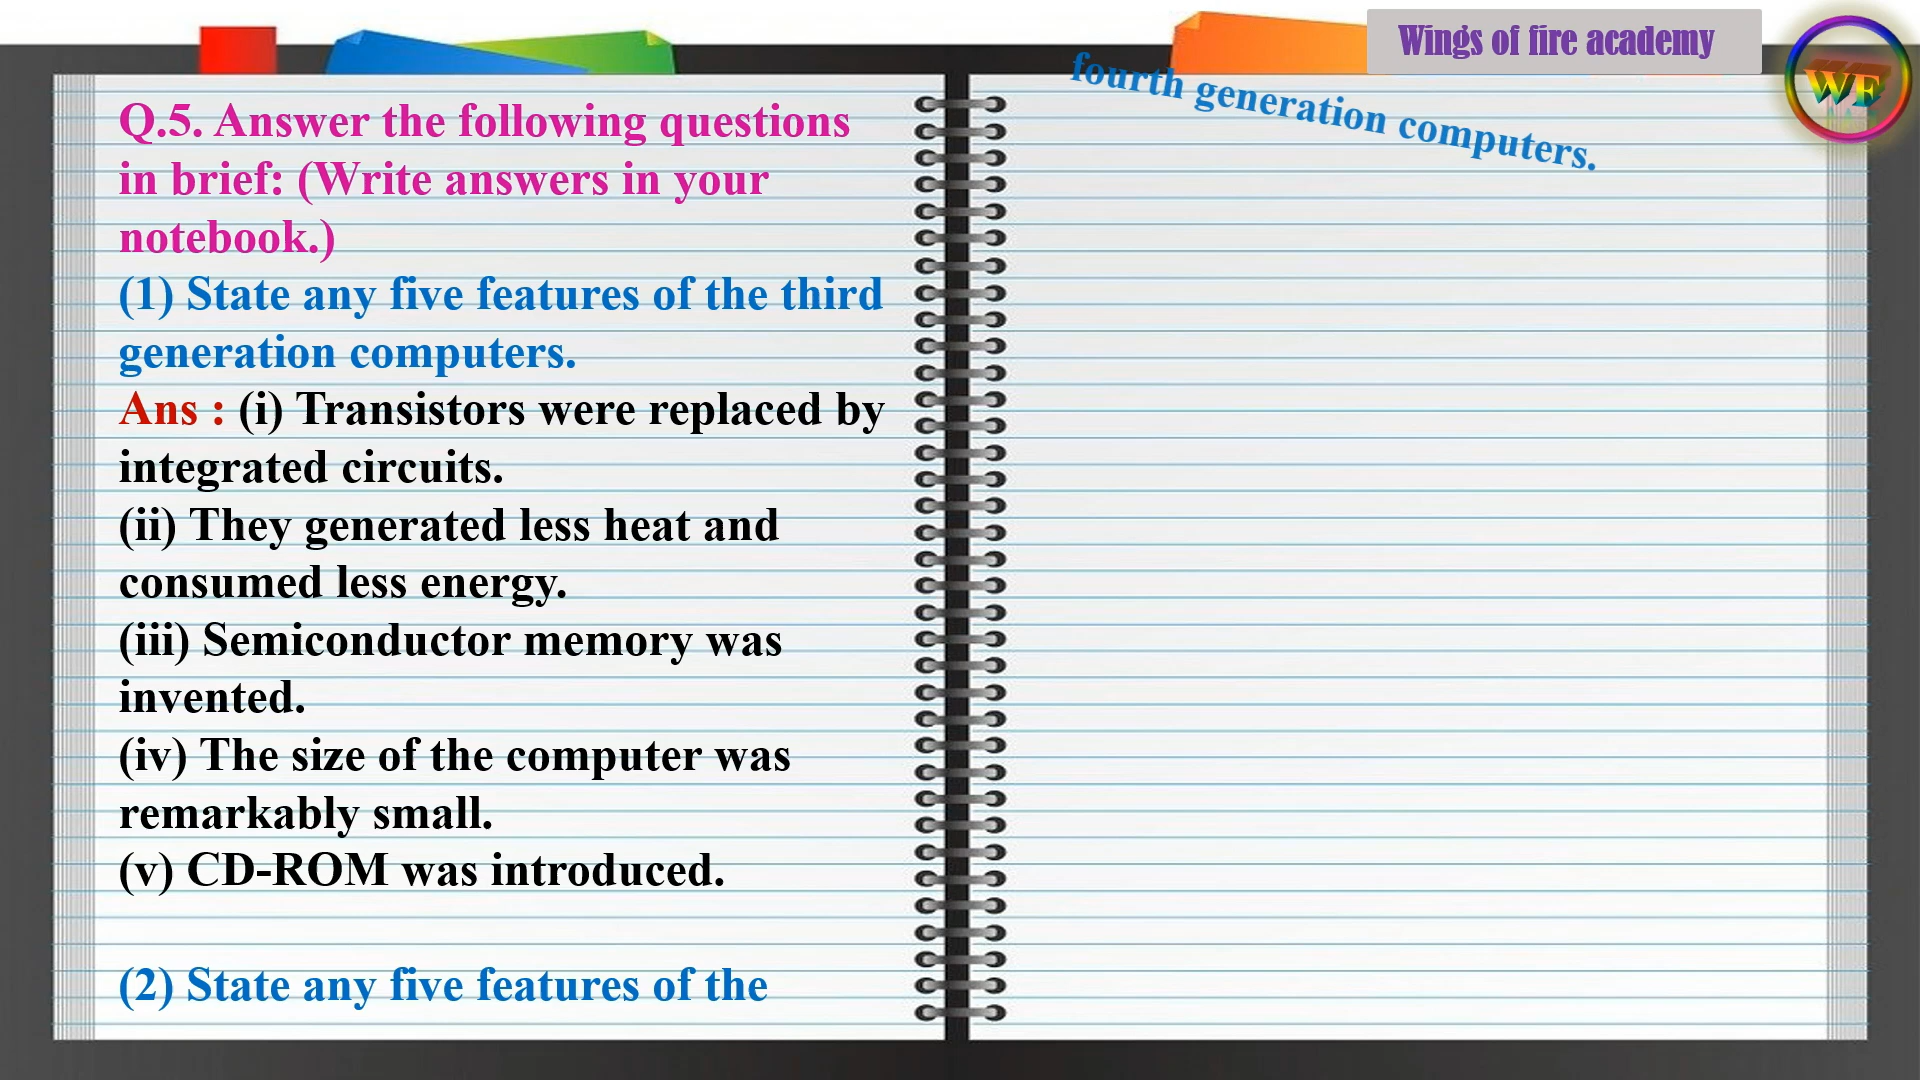 Q.5. Answer the following questions
in brief: (Write answers in your
notebook.)
(1) State any five features of the third
generation computers.
Ans : (i) Transistors were replaced by
integrated circuits.
(ii) They generated less heat and
consumed less energy.
(iii) Semiconductor memory was
invented.
(iv) The size of the computer was
remarkably small.
(v) CD-ROM was introduced.
(2) State any five features of the
fourth generation computers.
Wings of fire academy
WF